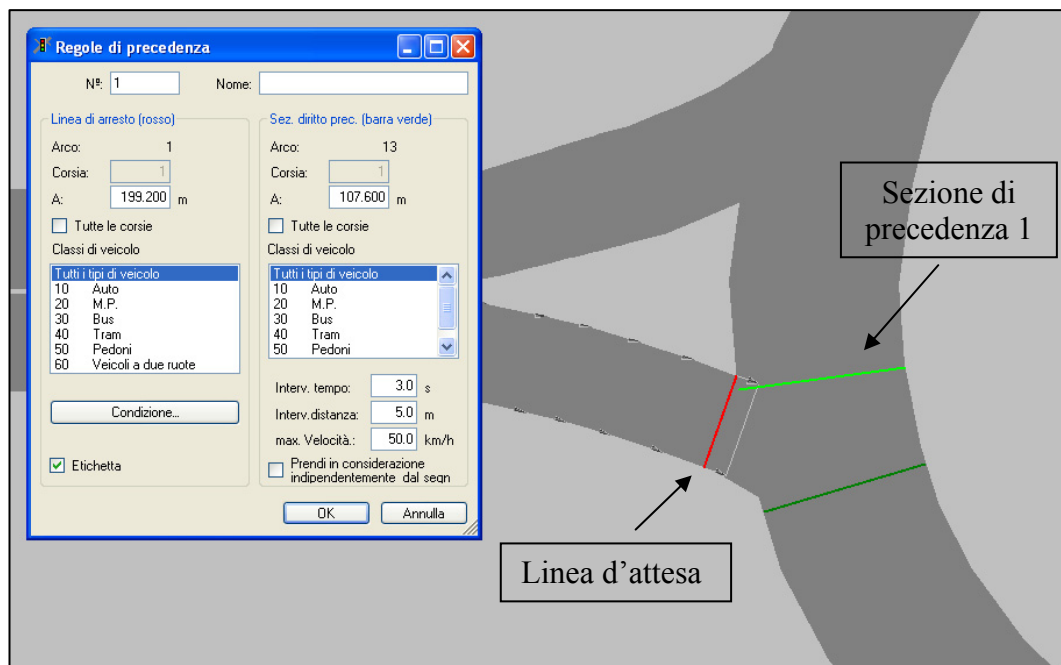 Regole di precedenza
Nº: 1 Nome:
Linea di arresto (rosso)
Arco: 1
Corsia: 1
A: 199.200 m
Tutte le corsie
Classi di veicolo
Tutti i tipi di veicolo
10 Auto
20 M.P.
30 Bus
40 Tram
50 Pedoni
60 Veicoli a due ruote
Condizione...
Etichetta
Sez. diritto prec. (barra verde)
Arco: 13
Corsia: 1
A: 107.600 m
Tutte le corsie
Classi di veicolo
Tutti i tipi di veicolo
10 Auto
20 M.P.
30 Bus
40 Tram
50 Pedoni
Interv. tempo: 3.0 s
Interv.distanza: 5.0 m
max. Velocità.: 50.0 km/h
Prendi in considerazione
indipendentemente dal segn
OK Annulla
Sezione di
precedenza 1
Linea d’attesa